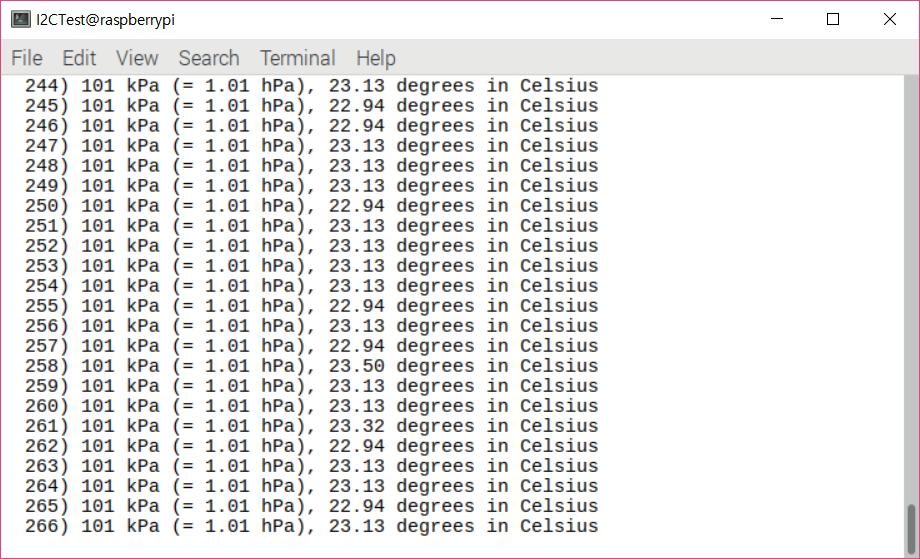 I2CTest@raspberrypi
File Edit View Search Terminal Help
244) 101 kPa (= 1.01 hPa), 23.13 degrees in Celsius
245) 101 kPa (= 1.01 hPa), 22.94 degrees in Celsius
246) 101 kPa (= 1.01 hPa), 22.94 degrees in Celsius
247) 101 kPa (= 1.01 hPa), 23.13 degrees in Celsius
248) 101 kPa (= 1.01 hPa), 23.13 degrees in Celsius
249) 101 kPa (= 1.01 hPa), 23.13 degrees in Celsius
250) 101 kPa (= 1.01 hPa), 22.94 degrees in Celsius
251) 101 kPa (= 1.01 hPa), 23.13 degrees in Celsius
252) 101 kPa (= 1.01 hPa), 23.13 degrees in Celsius
253) 101 kPa (= 1.01 hPa), 23.13 degrees in Celsius
254) 101 kPa (= 1.01 hPa), 23.13 degrees in Celsius
255) 101 kPa (= 1.01 hPa), 22.94 degrees in Celsius
256) 101 kPa (= 1.01 hPa), 23.13 degrees in Celsius
257) 101 kPa (= 1.01 hPa), 22.94 degrees in Celsius
258) 101 kPa (= 1.01 hPa), 23.50 degrees in Celsius
259) 101 kPa (= 1.01 hPa), 23.13 degrees in Celsius
260) 101 kPa (= 1.01 hPa), 23.13 degrees in Celsius
261) 101 kPa (= 1.01 hPa), 23.32 degrees in Celsius
262) 101 kPa (= 1.01 hPa), 22.94 degrees in Celsius
263) 101 kPa (= 1.01 hPa), 23.13 degrees in Celsius
264) 101 kPa (= 1.01 hPa), 23.13 degrees in Celsius
265) 101 kPa (= 1.01 hPa), 22.94 degrees in Celsius
266) 101 kPa (= 1.01 hPa), 23.13 degrees in Celsius